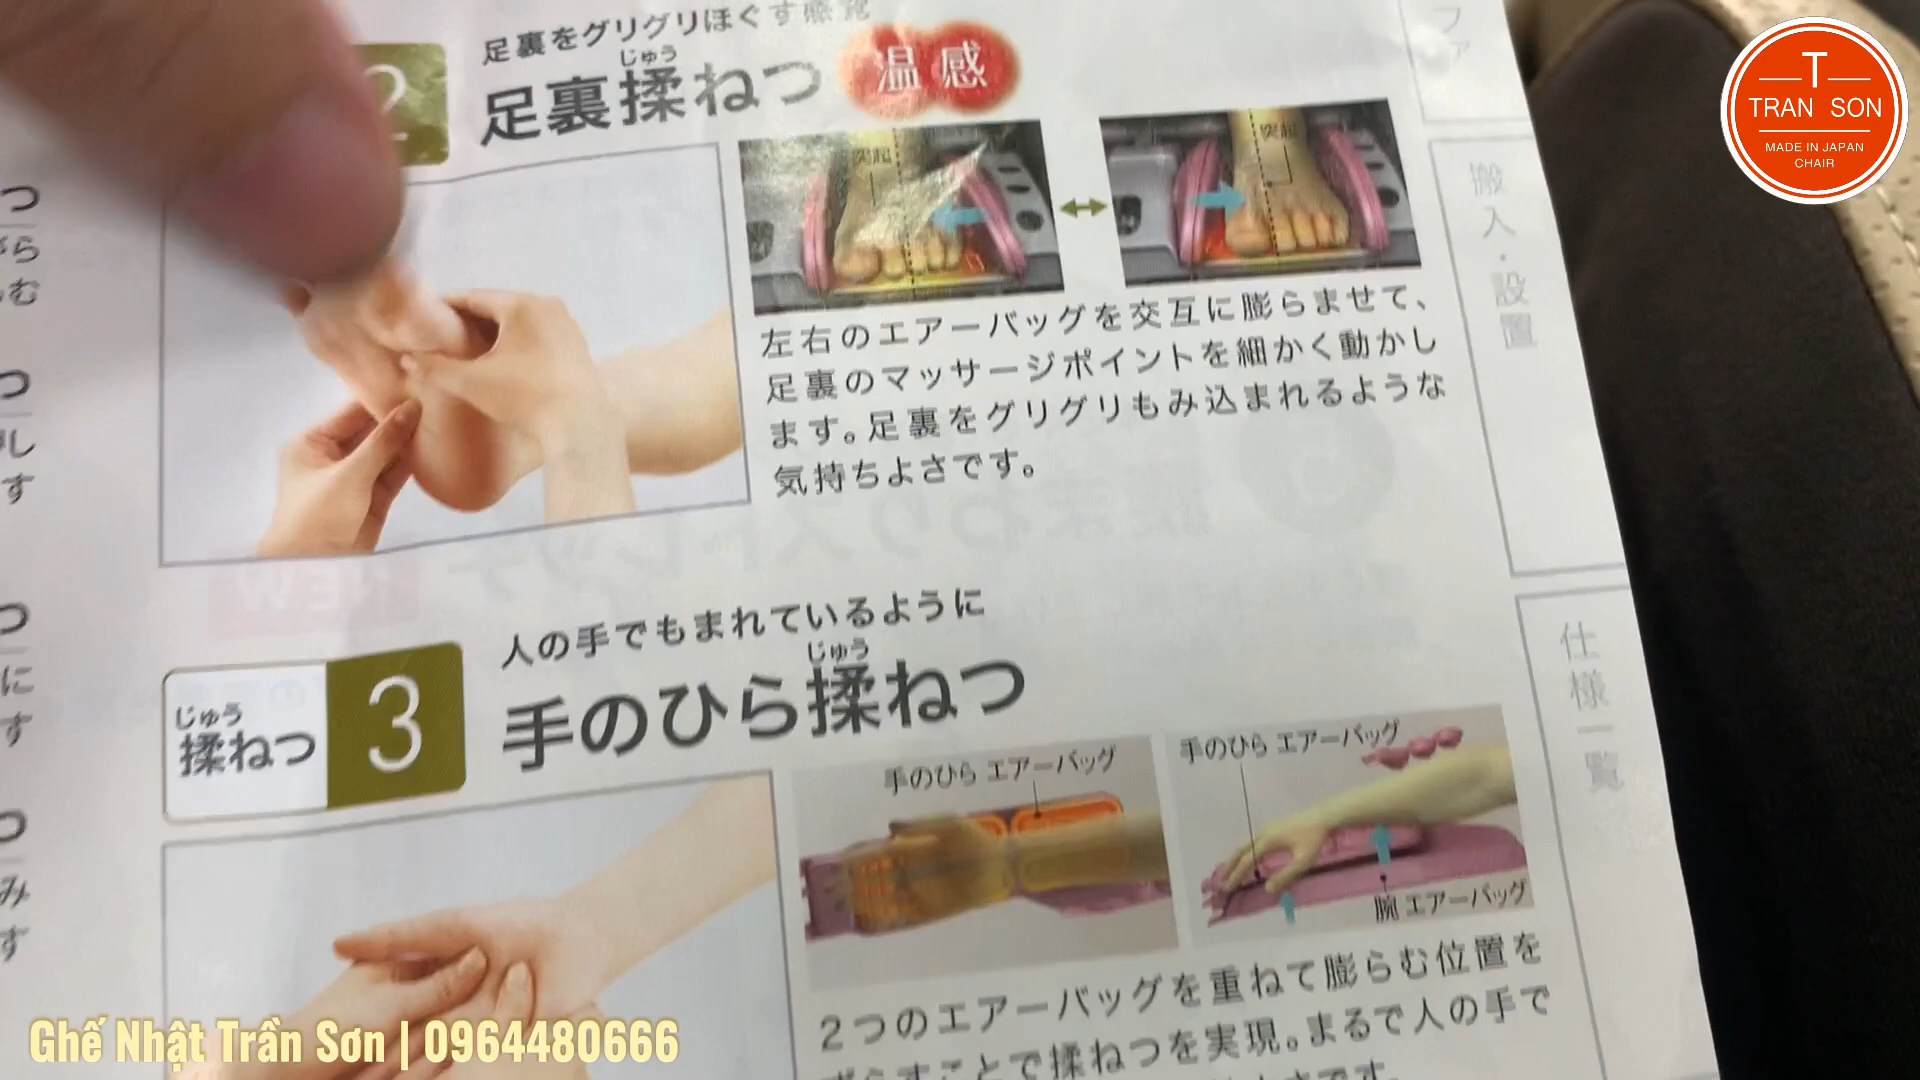 足裏をグリグリほぐす感覚
2
じゅう
足裏揉ねつ
温感
突起
突起
左右のエアーバッグを交互に膨らませて、
足裏のマッサージポイントを細かく動かし
ます。足裏をグリグリもみ込まれるような
気持ちよさです。
じゅう
揉ねつ
3
人の手でもまれているように
じゅう
手のひら揉ねつ
手のひら エアーバッグ
手のひら エアーバッグ
腕 エアーバッグ
2つのエアーバッグを重ねて膨らむ位置を
ずらすことで揉ねつを実現。まるで人の手で
搬入・設置
仕様一覧
T
TRAN SON
MADE IN JAPAN
CHAIR
Ghế Nhật Trần Sơn | 0964480666